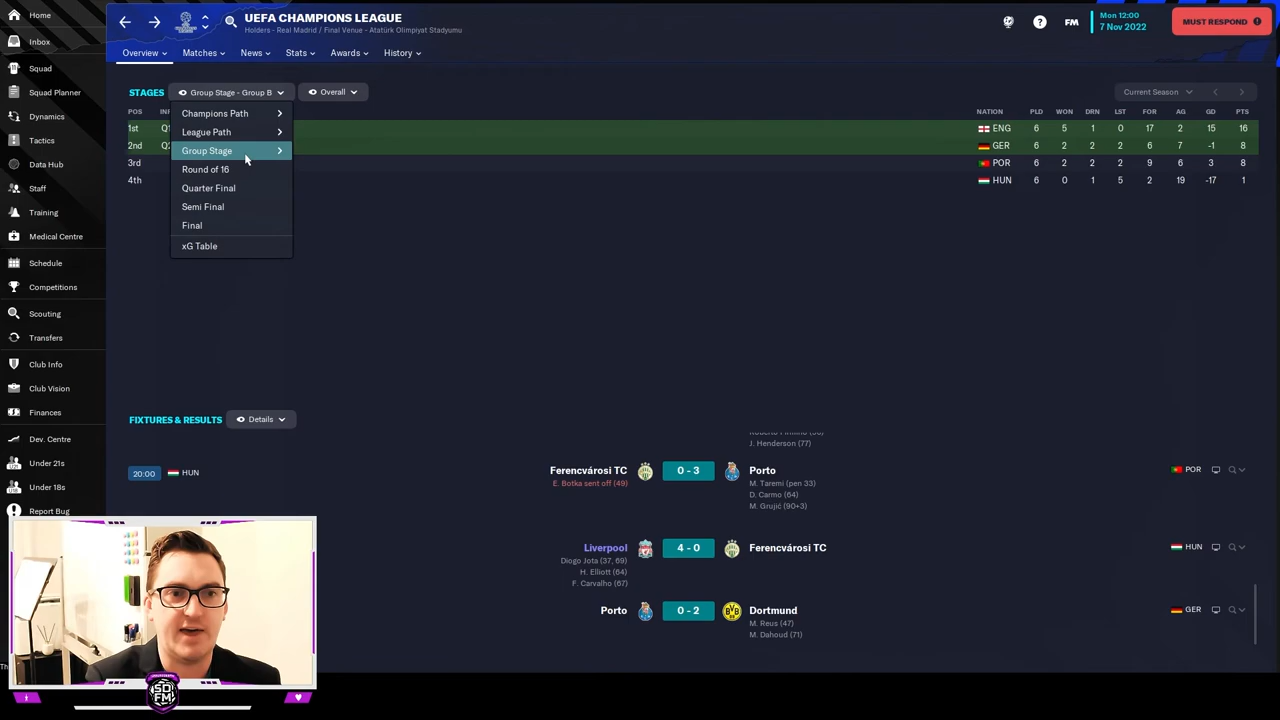 Home
Inbox
Squad
Squad Planner
Dynamics
Tactics
Data Hub
Staff
Training
Medical Centre
Schedule
Competitions
Scouting
Transfers
Club Info
Club Vision
Finances
Dev. Centre
Under 21s
Under 18s
Report Bug
UEFA CHAMPIONS LEAGUE
Holders - Real Madrid / Final Venue - Atatürk Olimpiyat Stadyumu
FM
Mon 12:00
7 Nov 2022
MUST RESPOND
Overview Matches News Stats Awards History
STAGES Group Stage - Group B Overall Current Season
POS NATION PLD WON DRN LST FOR AG GD PTS
1st ENG 6 5 1 0 17 2 15 16
2nd GER 6 2 2 2 6 7 -1 8
3rd POR 6 2 2 2 9 6 3 8
4th HUN 6 0 1 5 2 19 -17 1
Champions Path
League Path
Group Stage
Round of 16
Quarter Final
Semi Final
Final
xG Table
FIXTURES & RESULTS Details
J. Henderson (77)
20:00 HUN Ferencvárosi TC 0 - 3 Porto POR
E. Botka sent off (49) M. Taremi (pen 33)
D. Carmo (64)
M. Grujić (90+3)
Liverpool 4 - 0 Ferencvárosi TC HUN
Diogo Jota (37, 69)
H. Elliott (64)
F. Carvalho (67)
Porto 0 - 2 Dortmund GER
M. Reus (47)
M. Dahoud (71)
SDFM